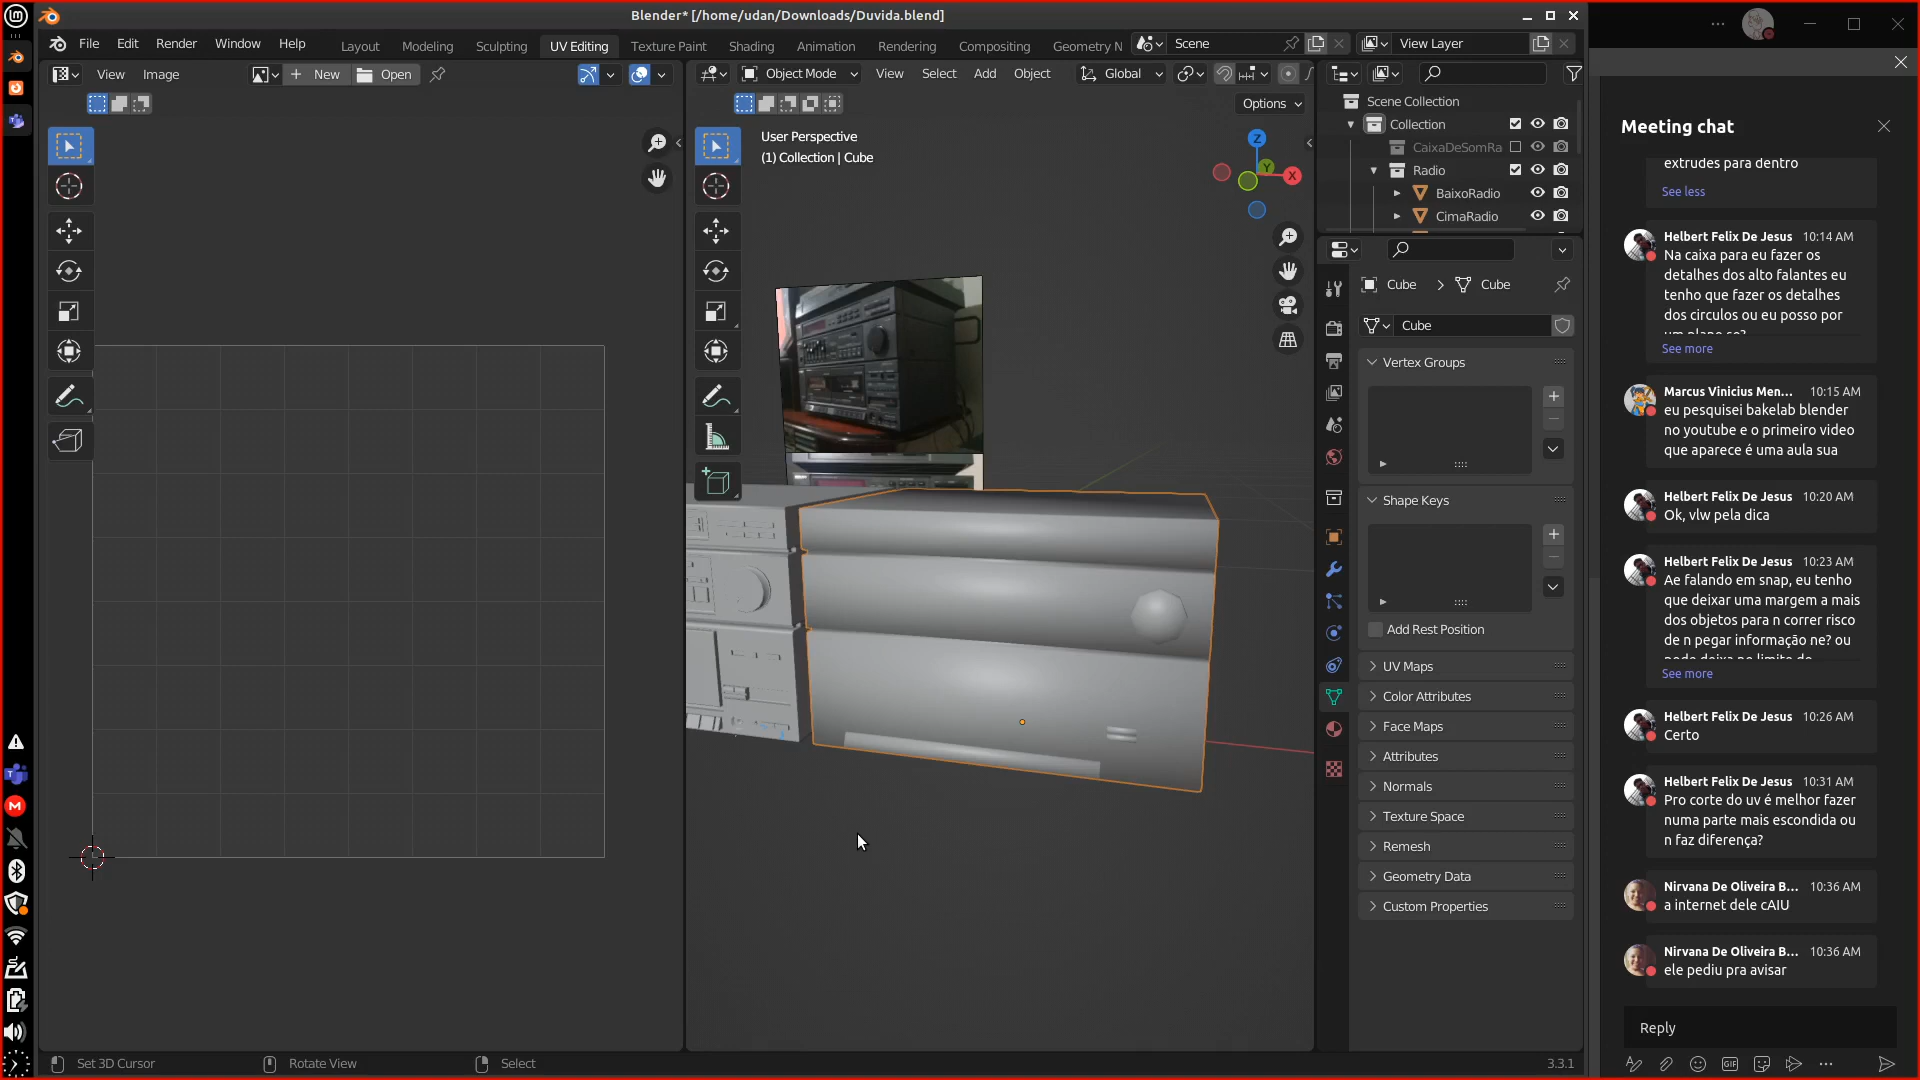 Blender* [/home/udan/Downloads/Duvida.blend]
File Edit Render Window Help
Layout Modeling Sculpting UV Editing Texture Paint Shading Animation Rendering Compositing Geometry N
Scene
View Layer
View Image
New
Open
Object Mode
View Select Add Object
Global
Options
User Perspective
(1) Collection | Cube
Z
Y
X
Scene Collection
Collection
CaixaDeSomRa
Radio
BaixoRadio
CimaRadio
Cube
Cube
Cube
Vertex Groups
Shape Keys
Add Rest Position
UV Maps
Color Attributes
Face Maps
Attributes
Normals
Texture Space
Remesh
Geometry Data
Custom Properties
Set 3D Cursor
Rotate View
Select
3.3.1
Meeting chat
extrudes para dentro
See less
Helbert Felix De Jesus 10:14 AM
Na caixa para eu fazer os
detalhes dos alto falantes eu
tenho que fazer os detalhes
dos circulos ou eu posso por
um plano so?
See more
Marcus Vinicius Men... 10:15 AM
eu pesquisei bakelab blender
no youtube e o primeiro video
que aparece é uma aula sua
Helbert Felix De Jesus 10:20 AM
Ok, vlw pela dica
Helbert Felix De Jesus 10:23 AM
Ae falando em snap, eu tenho
que deixar uma margem a mais
dos objetos para n correr risco
de n pegar informação ne? ou
See more
Helbert Felix De Jesus 10:26 AM
Certo
Helbert Felix De Jesus 10:31 AM
Pro corte do uv é melhor fazer
numa parte mais escondida ou
n faz diferença?
Nirvana De Oliveira B... 10:36 AM
a internet dele cAIU
Nirvana De Oliveira B... 10:36 AM
ele pediu pra avisar
Reply
GIF